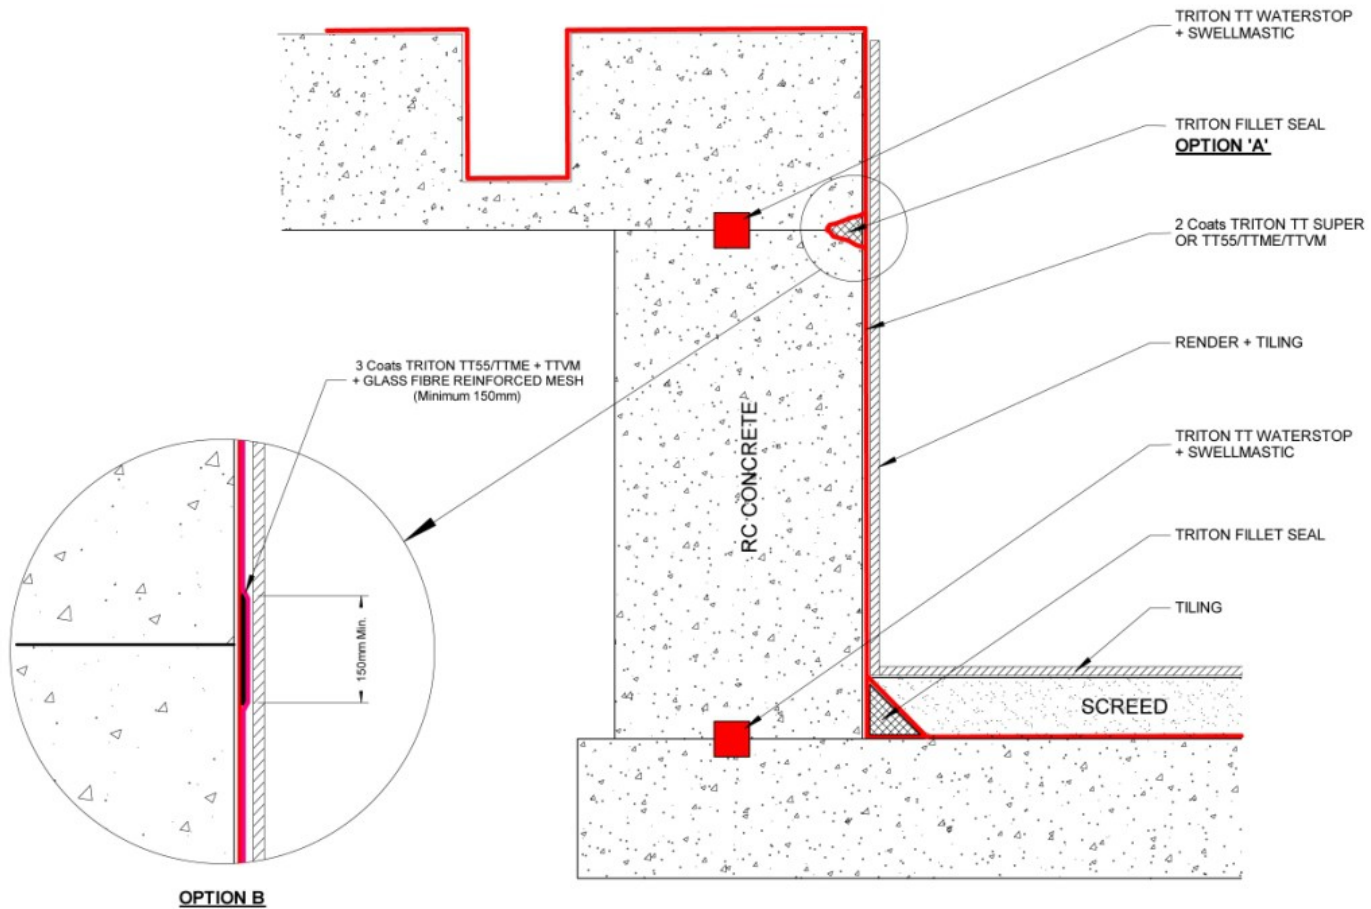 TRITON TT WATERSTOP
+ SWELLMASTIC
TRITON FILLET SEAL
OPTION 'A'
2 Coats TRITON TT SUPER
OR TT55/TTME/TTVM
RENDER + TILING
3 Coats TRITON TT55/TTME + TTVM
+ GLASS FIBRE REINFORCED MESH
(Minimum 150mm)
RC CONCRETE
TRITON TT WATERSTOP
+ SWELLMASTIC
TRITON FILLET SEAL
150mm Min.
TILING
SCREED
OPTION B